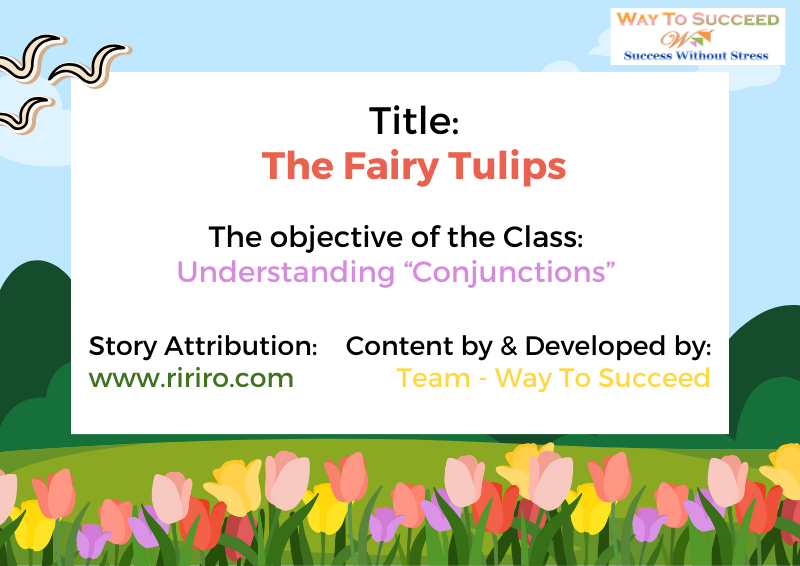 WAY TO SUCCEED
W
Success Without Stress
Title:
The Fairy Tulips
The objective of the Class:
Understanding “Conjunctions”
Story Attribution:
www.ririro.com
Content by & Developed by:
Team - Way To Succeed